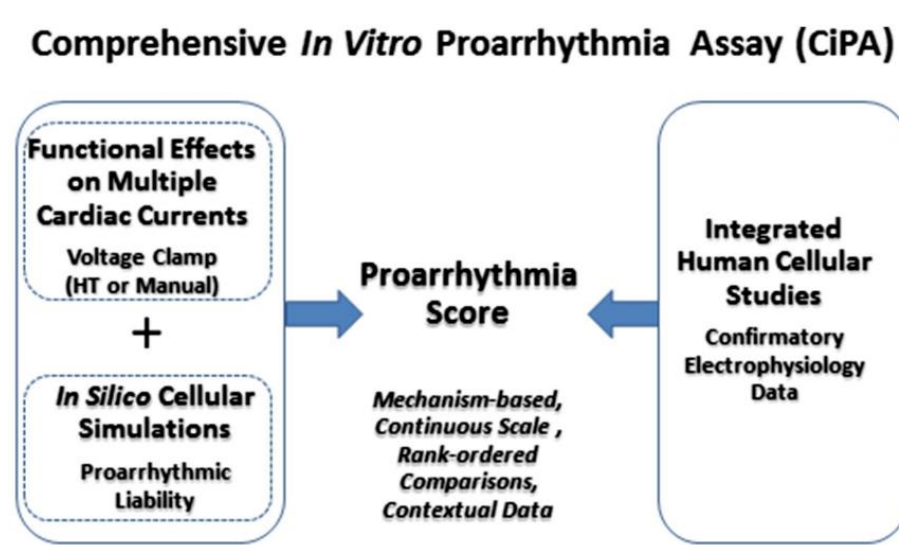 Comprehensive In Vitro Proarrhythmia Assay (CiPA)
Functional Effects
on Multiple
Cardiac Currents
Voltage Clamp
(HT or Manual)
+
In Silico Cellular
Simulations
Proarrhythmic
Liability
Proarrhythmia
Score
Mechanism-based,
Continuous Scale ,
Rank-ordered
Comparisons,
Contextual Data
Integrated
Human Cellular
Studies
Confirmatory
Electrophysiology
Data